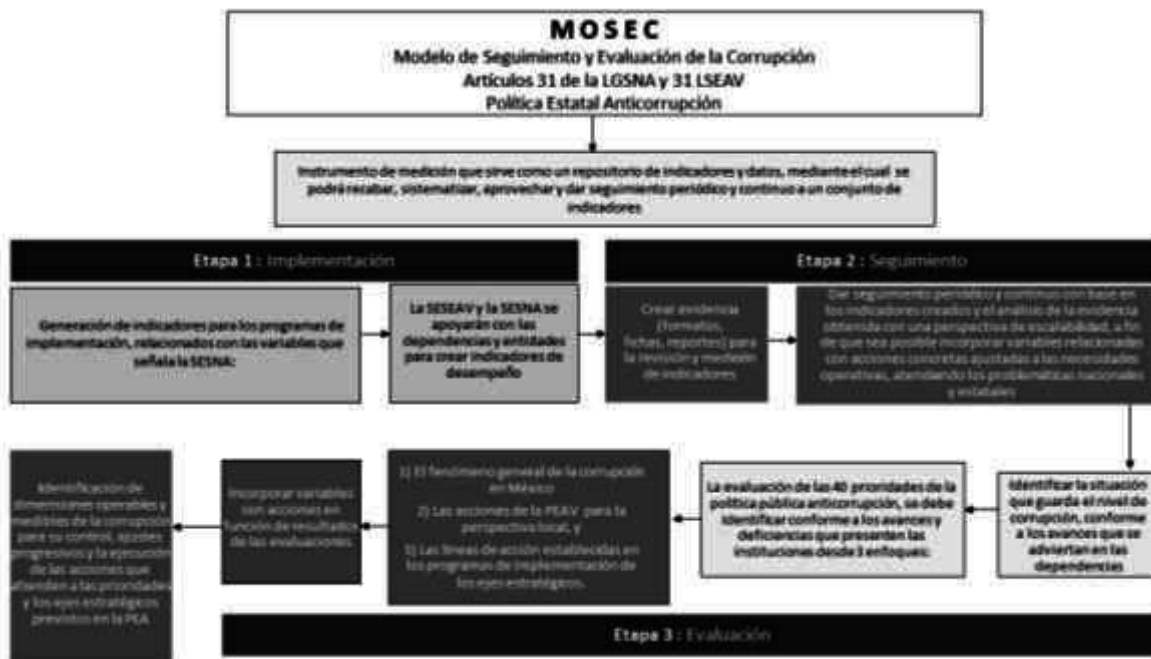 MOSEC
Modelo de Seguimiento y Evaluación de la Corrupción
Artículos 31 de la LGSNA y 31 LSEAV
Política Estatal Anticorrupción
Instrumento de medición que sirve como un repositorio de indicadores y datos, mediante el cual se
podrá recabar, sistematizar, aprovechar y dar seguimiento periódico y continuo a un conjunto de
indicadores
Etapa 1 : Implementación
Etapa 2 : Seguimiento
Generación de indicadores para los programas de
implementación, relacionados con las variables que
señala la SESNA:
La SESEAV y la SESNA se
apoyarán con las
dependencias y entidades
para crear indicadores de
desempeño
Crear evidencia
(formatos,
fichas, reportes) para
la revisión y medición
de indicadores
Dar seguimiento periódico y continuo con base en
los indicadores creados y el análisis de la evidencia
obtenida con una perspectiva de escalabilidad, a fin
de que sea posible incorporar variables relacionadas
con acciones concretas ajustadas a las necesidades
operativas, atendiendo los problemáticas nacionales
y estatales
Identificar la situación
que guarda el nivel de
corrupción, conforme
a los avances que se
adviertan en las
dependencias
La evaluación de las 40 prioridades de la
política pública anticorrupción, se debe
identificar conforme a los avances y
deficiencias que presenten las
instituciones desde 3 enfoques:
1) El fenómeno general de la corrupción
en México
2) Las acciones de la PEAV para la
perspectiva local, y
3) Las líneas de acción establecidas en
los programas de implementación de
los ejes estratégicos.
Incorporar variables
con acciones en
función de resultados
de las evaluaciones
Identificación de
dimensiones operables y
medibles de la corrupción
para su control, ajustes
progresivos y la ejecución
de las acciones que
atienden a las prioridades
y los ejes estratégicos
previstos en la PEA
Etapa 3 : Evaluación